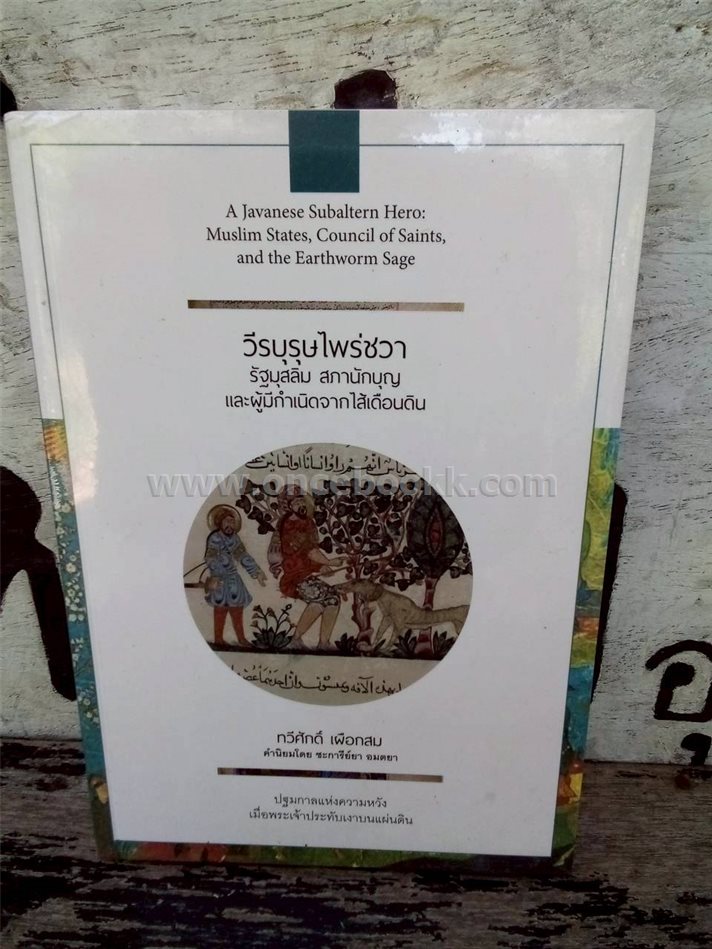 A Javanese Subaltern Hero:
Muslim States, Council of Saints,
and the Earthworm Sage
วีรบุรุษไพร่ชวา
รัฐมุสลิม สภานักบุญ
และผู้มีกำเนิดจากไส้เดือนดิน
www.oncebookk.com
ทวีศักดิ์ เผือกสม
คำนิยมโดย ซะการีย์ยา อมตยา
ปฐมกาลแห่งความหวัง
เมื่อพระเจ้าประทับเงาบนแผ่นดิน
อ